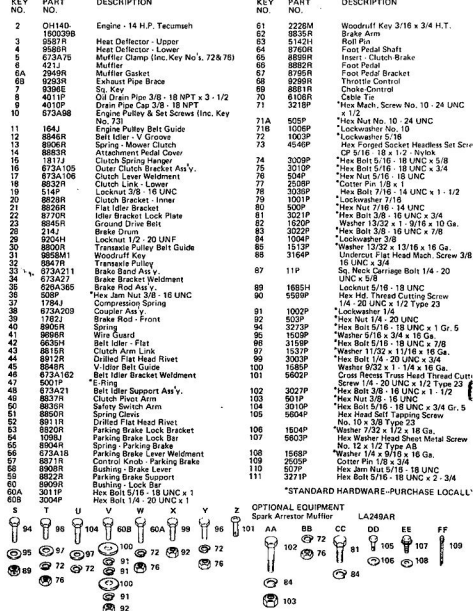 KEY PART DESCRIPTION
NO. NO.
2 OH140- Engine - 14 H.P. Tecumseh
160039B
3 9587R Heat Deflector - Upper
4 9586R Heat Deflector - Lower
5 673A75 Muffler Clamp (Inc. Key No's. 72 & 76)
6 421J Muffler
6A 2949R Muffler Gasket
6B 9293R Exhaust Pipe Brace
7 9396E Sq. Key
8 4011P Oil Drain Pipe 3/8 - 18 NPT x 3 - 1/2
9 4010P Drain Pipe Cap 3/8 - 18 NPT
10 673A98 Engine Pulley & Set Screws (Inc. Key
No. 73)
11 164J Engine Pulley Belt Guide
12 8846R Belt Idler - V Groove
13 8906R Spring - Mower Clutch
14 8883R Attachment Pedal Cover
15 1817J Clutch Spring Hanger
16 673A105 Outer Clutch Bracket Ass'y.
17 673A106 Clutch Lever Weldment
18 8832R Clutch Link - Lower
19 514P Locknut 3/8 - 16 UNC
20 8828R Clutch Bracket - Inner
21 8826R Flat Idler Bracket
22 8770R Idler Bracket Lock Plate
23 8845R Ground Drive Belt
28 214J Brake Drum
29 9204H Locknut 1/2 - 20 UNF
30 8800R Transaxle Pulley Belt Guide
31 9858M1 Woodruff Key
32 8847R Transaxle Pulley
33 673A211 Brake Band Ass'y.
34 673A27 Brake Bracket Weldment
35 626A365 Brake Rod Ass'y.
36 508P *Hex Jam Nut 3/8 - 16 UNC
37 1784J Compression Spring
38 673A209 Coupler Ass'y.
39 1782J Brake Rod - Front
40 8905R Spring
41 9898R Wire Guard
42 6635H Belt Idler - Flat
43 8815R Clutch Arm Link
44 8912R Drilled Flat Head Rivet
45 8848R V-Idler Belt Guide
46 673A162 Idler Bracket Weldment
47 5001P *E-Ring
48 673A21 Belt Idler Support Ass'y.
49 8837R Clutch Pivot Arm
50 8836R Safety Switch Arm
51 8850R Spring Clevis
52 8911R Drilled Flat Head Rivet
53 8820R Parking Brake Lock Bracket
54 1098J Parking Brake Lock Bar
55 8904R Spring - Parking Brake
56 673A18 Parking Brake Lever Weldment
57 8871R Control Knob - Parking Brake
58 8908R Bushing - Brake Lever
59 8822R Parking Brake Support
60 8909R Bushing - Lock Bar
60A 3011P Hex Bolt 5/16 - 18 UNC x 1
60B 3004P Hex Bolt 1/4 - 20 UNC x 1
KEY PART DESCRIPTION
NO. NO.
61 2228M Woodruff Key 3/16 x 3/4 H.T.
62 8835R Brake Arm
63 5142H Roll Pin
64 8760R Foot Pedal Shaft
65 8899R Insert - Clutch-Brake
66 8882R Foot Pedal
67 8795R Foot Pedal Bracket
68 9299R Throttle Control
69 8881R Choke-Control
70 6106R Cable Tie
71 3218P *Hex Mach. Screw No. 10 - 24 UNC
x 1/2
71A 505P *Hex Nut No. 10 - 24 UNC
71B 1006P *Lockwasher No. 10
72 1003P *Lockwasher 5/16
73 4546P Hex Forged Socket Headless Set Scre
CP 5/16 - 18 x 1/2 - Nylok
74 3009P *Hex Bolt 5/16 - 18 UNC x 5/8
75 3010P *Hex Bolt 5/16 - 18 UNC x 3/4
76 504P *Hex Nut 5/16 - 18 UNC
77 2508P *Cotter Pin 1/8 x 1
78 3036P *Hex Bolt 7/16 - 14 UNC x 1 - 1/2
79 1001P *Lockwasher 7/16
80 500P *Hex Nut 7/16 - 14 UNC
81 3021P *Hex Bolt 3/8 - 16 UNC x 3/4
82 1620P Washer 13/32 x 1 - 9/16 x 10 Ga.
83 3022P *Hex Bolt 3/8 - 16 UNC x 7/8
84 1004P *Lockwasher 3/8
85 1513P *Washer 13/32 x 13/16 x 16 Ga.
86 3164P Undercut Flat Head Mach. Screw 3/8
16 UNC x 3/4
87 11P Sq. Neck Carriage Bolt 1/4 - 20
UNC x 5/8
89 1685H Locknut 5/16 - 18 UNC
90 5599P Hex Hd. Thread Cutting Screw
1/4 - 20 UNC x 1/2 Type 23
91 1002P *Lockwasher 1/4
92 503P *Hex Nut 1/4 - 20 UNC
94 3273P *Hex Bolt 5/16 - 18 UNC x 1 Gr. 5
95 1509P *Washer 5/16 x 3/4 x 16 Ga.
96 3159P *Hex Bolt 5/16 - 18 UNC x 7/8
97 1537P *Washer 11/32 x 11/16 x 16 Ga.
99 3003P *Hex Bolt 1/4 - 20 UNC x 3/4
100 1685P Washer 9/32 x 1 - 1/4 x 16 Ga.
101 5602P Cross Recess Truss Head Thread Cutti
Screw 1/4 - 20 UNC x 1/2 Type 23
102 3027P *Hex Bolt 3/8 - 16 UNC x 1 - 1/2
103 501P *Hex Nut 3/8 - 16 UNC
104 3010P *Hex Bolt 5/16 - 18 UNC x 3/4 Gr. 5
105 5604P Hex Head Self Tapping Screw
No. 10 x 3/8 Type 23
106 1504P *Washer 7/32 x 1/2 x 18 Ga.
107 5603P Hex Washer Head Sheet Metal Screw
No. 12 x 1/2 Type AB
108 1568P *Washer 1/4 x 9/16 x 16 Ga.
109 2505P Cotter Pin 1/8 x 3/4
110 507P Hex Jam Nut 5/16 - 18 UNC
111 3271P Hex Bolt 5/16 - 18 UNC x 2 - 3/4
*STANDARD HARDWARE--PURCHASE LOCALLY
OPTIONAL EQUIPMENT
Spark Arrestor Muffler LA249AR
S T U V W X Y Z AA BB CC DD EE FF
94 96 104 60B 60A 99 76 101
95 97 97 100 72 91 72
89 72 91 76 92
76 91
100
91
92
102 72 81 105 107 109
76 106 108
84 84
103